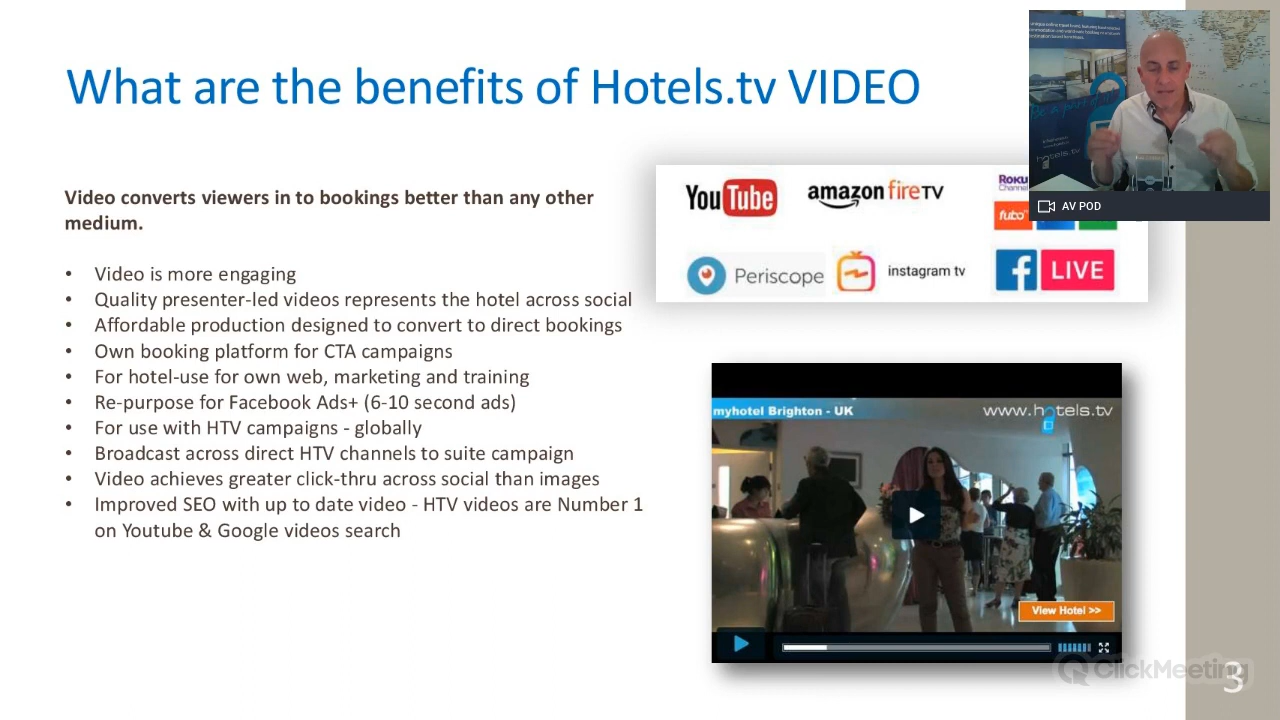 What are the benefits of Hotels.tv VIDEO
Video converts viewers in to bookings better than any other
medium.
• Video is more engaging
• Quality presenter-led videos represents the hotel across social
• Affordable production designed to convert to direct bookings
• Own booking platform for CTA campaigns
• For hotel-use for own web, marketing and training
• Re-purpose for Facebook Ads+ (6-10 second ads)
• For use with HTV campaigns - globally
• Broadcast across direct HTV channels to suite campaign
• Video achieves greater click-thru across social than images
• Improved SEO with up to date video - HTV videos are Number 1
on Youtube & Google videos search
YouTube
amazon fireTV
Roku
Channel
fubo
Periscope
instagram tv
LIVE
Be a part of
hotels.tv
AV POD
myhotel Brighton - UK
www.hotels.tv
View Hotel >>
ClickMeeting
3